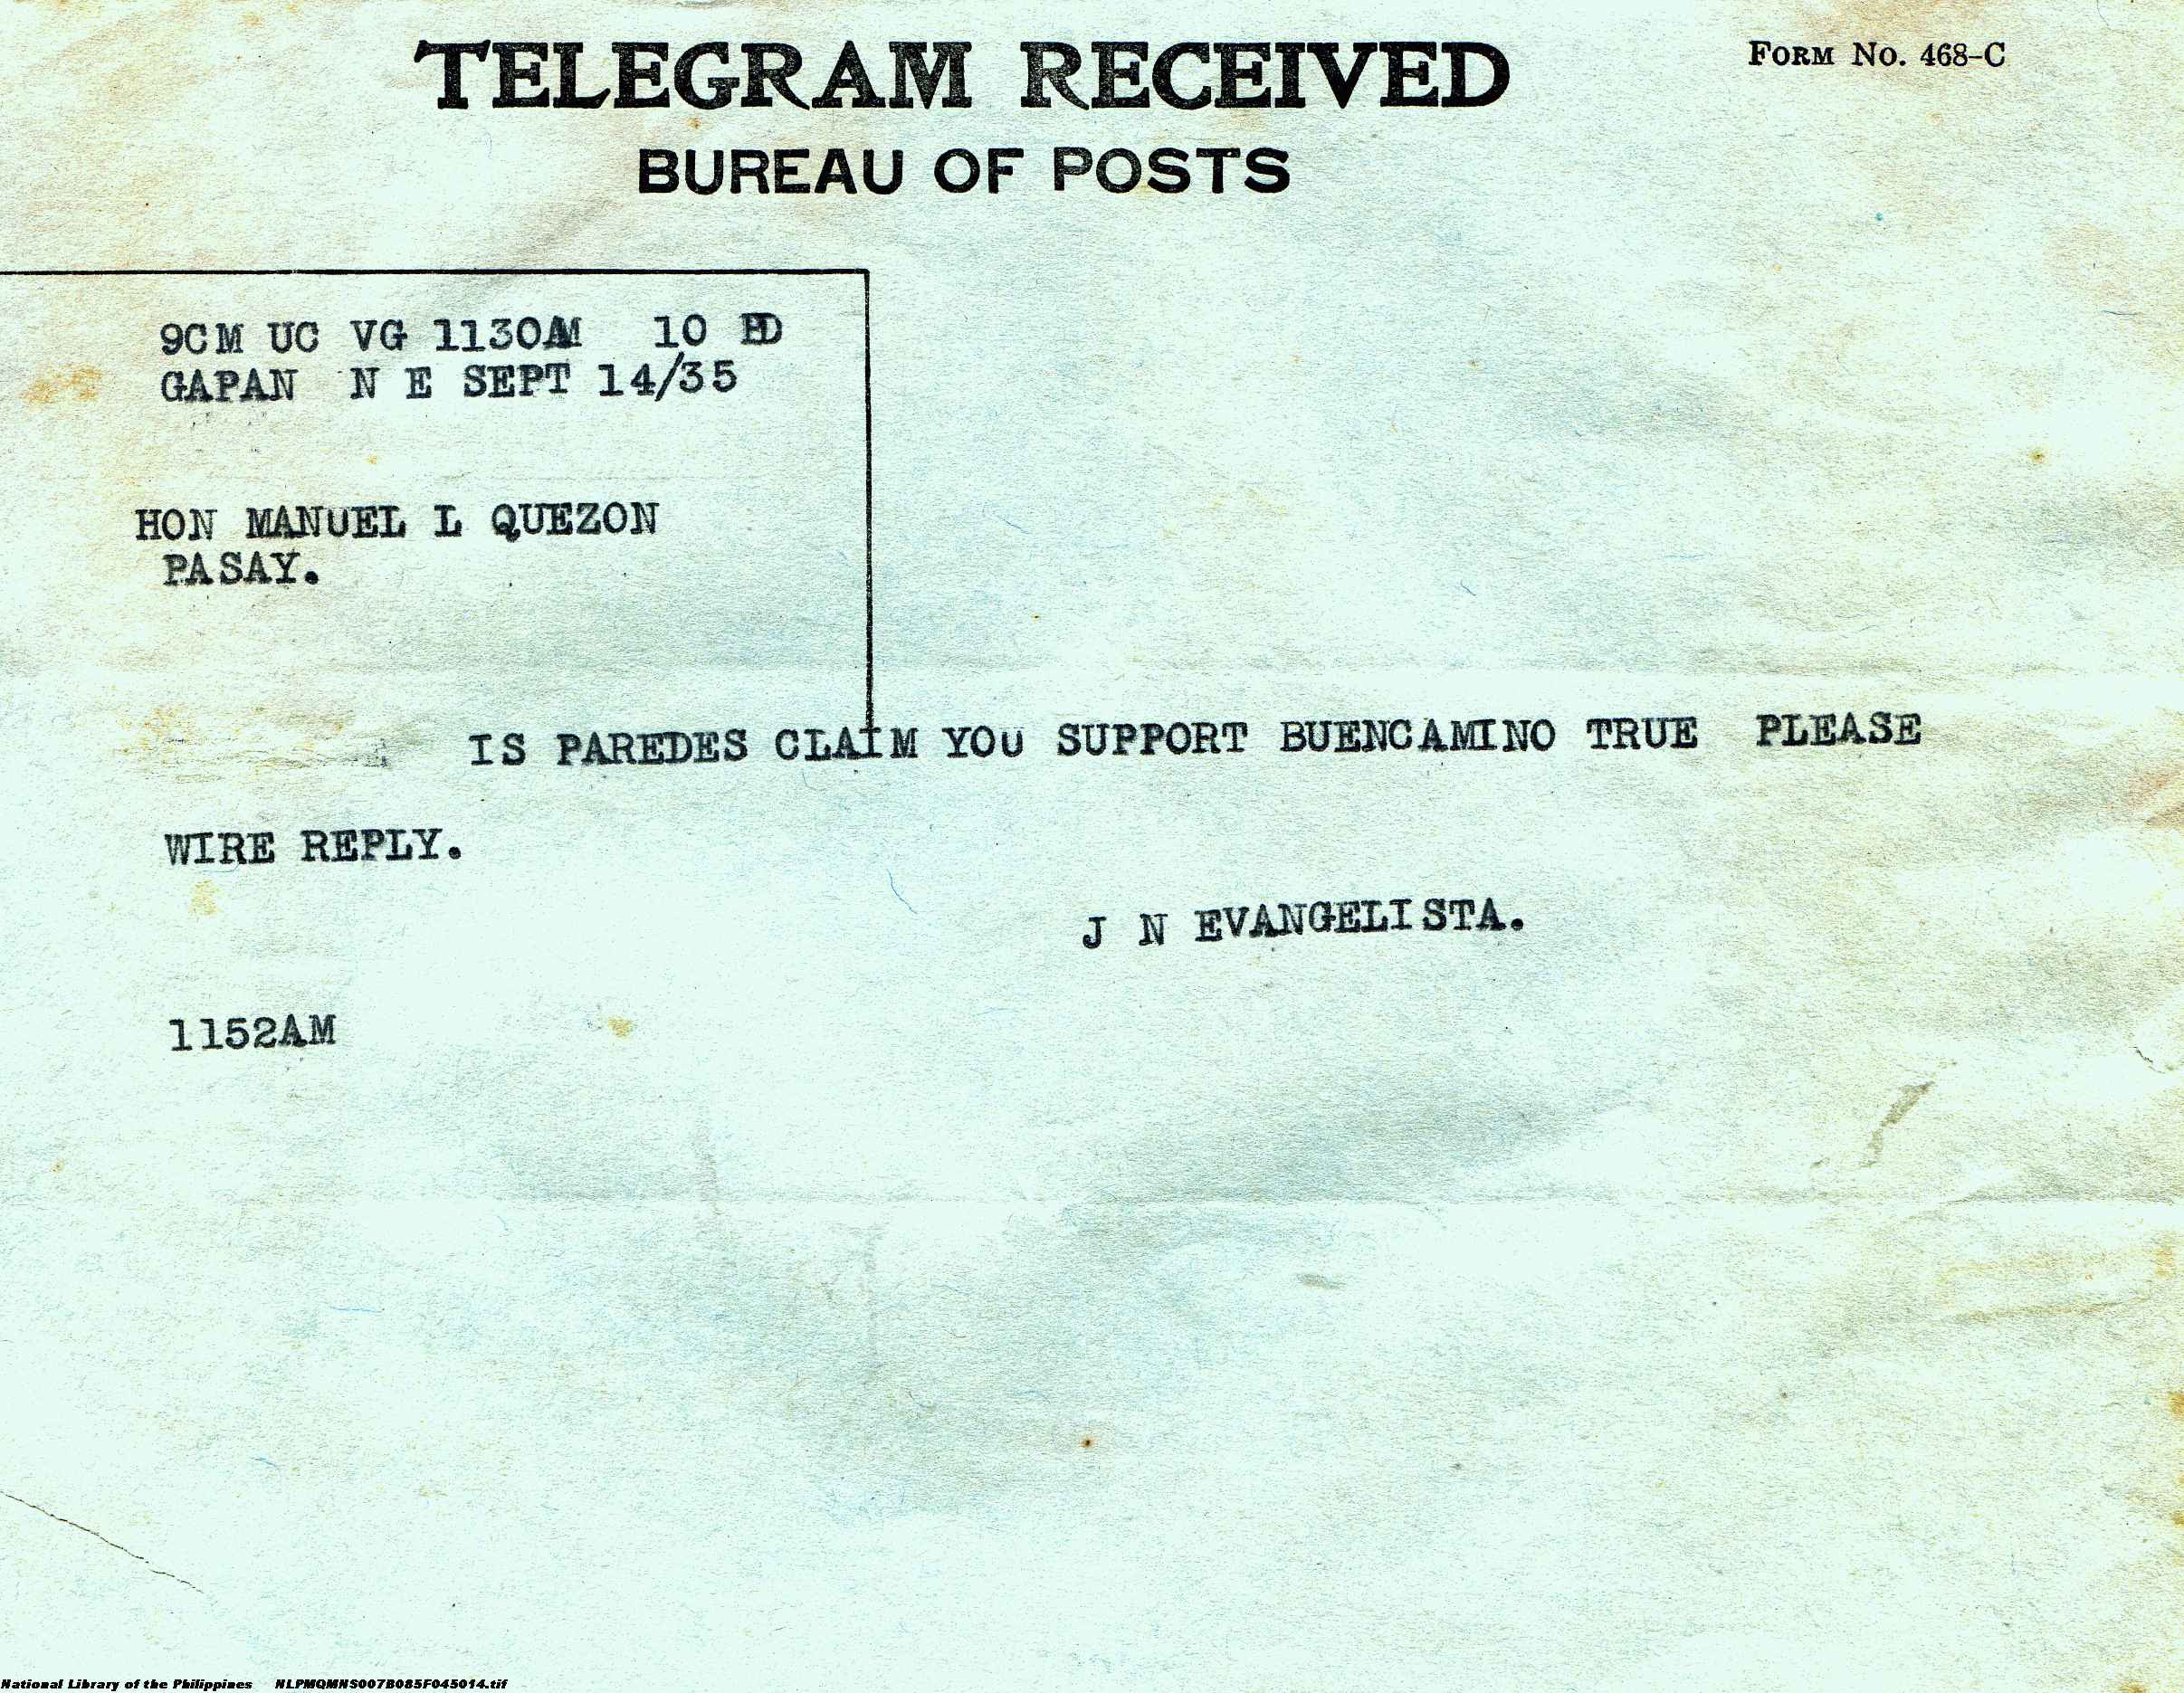 TELEGRAM RECEIVED
FORM NO. 468-C
BUREAU OF POSTS
9CM UC VG 1130AM 10
GAPAN N E SEPT 14/35
HON MANUEL L QUEZON
PASAY.
IS PAREDES CLAIM YOU SUPPORT BUENCAMINO TRUE PLEASE
WIRE REPLY.
J N EVANGELISTA.
1152AM
National Library of the Philippines NLPMQMNS007B085F045014.tif